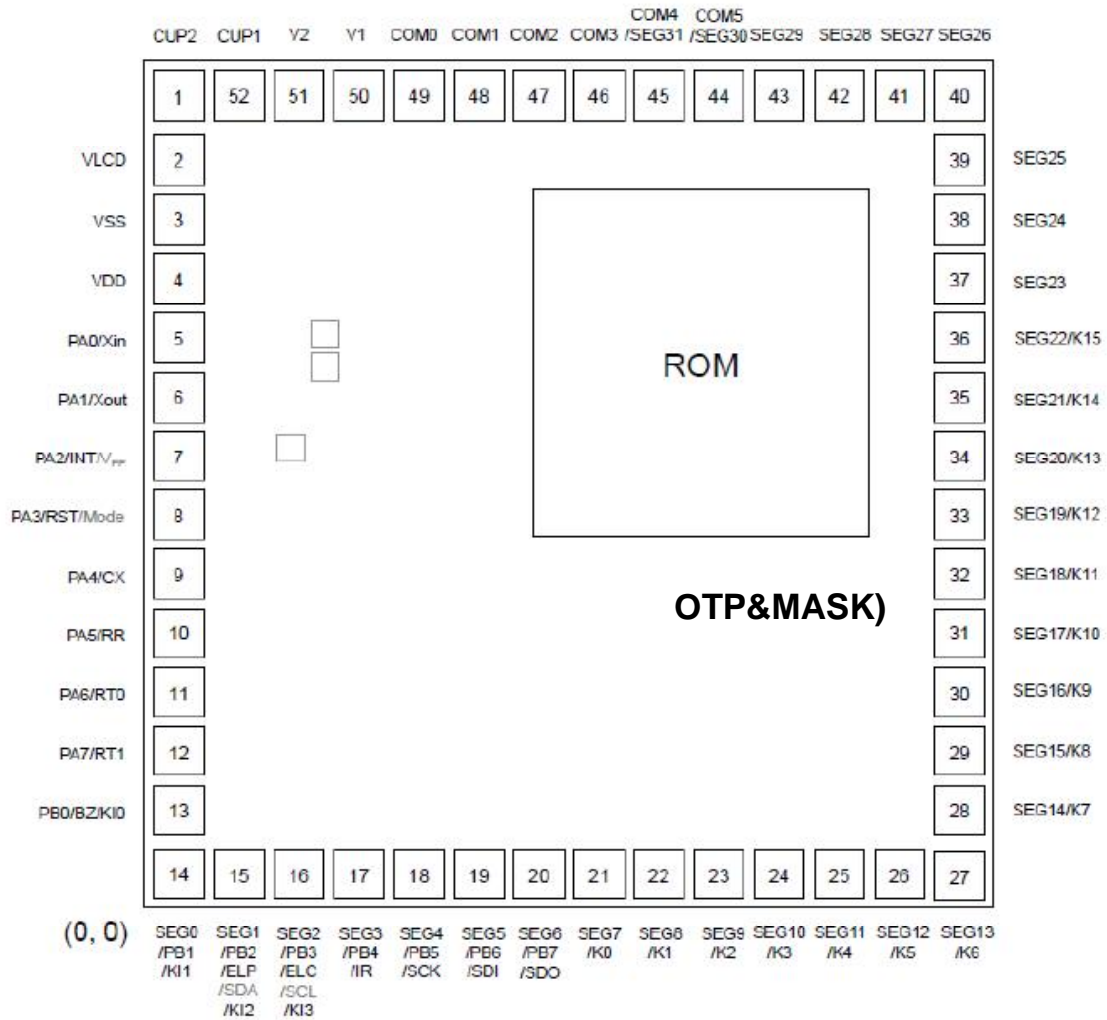 COM4 COM5
CUP2 CUP1 V2 V1 COM0 COM1 COM2 COM3 /SEG31 /SEG30 SEG29 SEG28 SEG27 SEG26
1 52 51 50 49 48 47 46 45 44 43 42 41 40
VLCD 2 39 SEG25
VSS 3 38 SEG24
VDD 4 37 SEG23
PA0/Xin 5 36 SEG22/K15
ROM
PA1/Xout 6 35 SEG21/K14
PA2/INT/VPP 7 34 SEG20/K13
PA3/RST/Mode 8 33 SEG19/K12
PA4/CX 9 32 SEG18/K11
OTP&MASK)
PA5/RR 10 31 SEG17/K10
PA6/RT0 11 30 SEG16/K9
PA7/RT1 12 29 SEG15/K8
PB0/BZ/KI0 13 28 SEG14/K7
14 15 16 17 18 19 20 21 22 23 24 25 26 27
(0, 0) SEG0 SEG1 SEG2 SEG3 SEG4 SEG5 SEG6 SEG7 SEG8 SEG9 SEG10 SEG11 SEG12 SEG13
/PB1 /PB2 /PB3 /PB4 /PB5 /PB6 /PB7 /K0 /K1 /K2 /K3 /K4 /K5 /K6
/KI1 /ELP /ELC /IR /SCK /SDI /SDO
/SDA /SCL
/KI2 /KI3